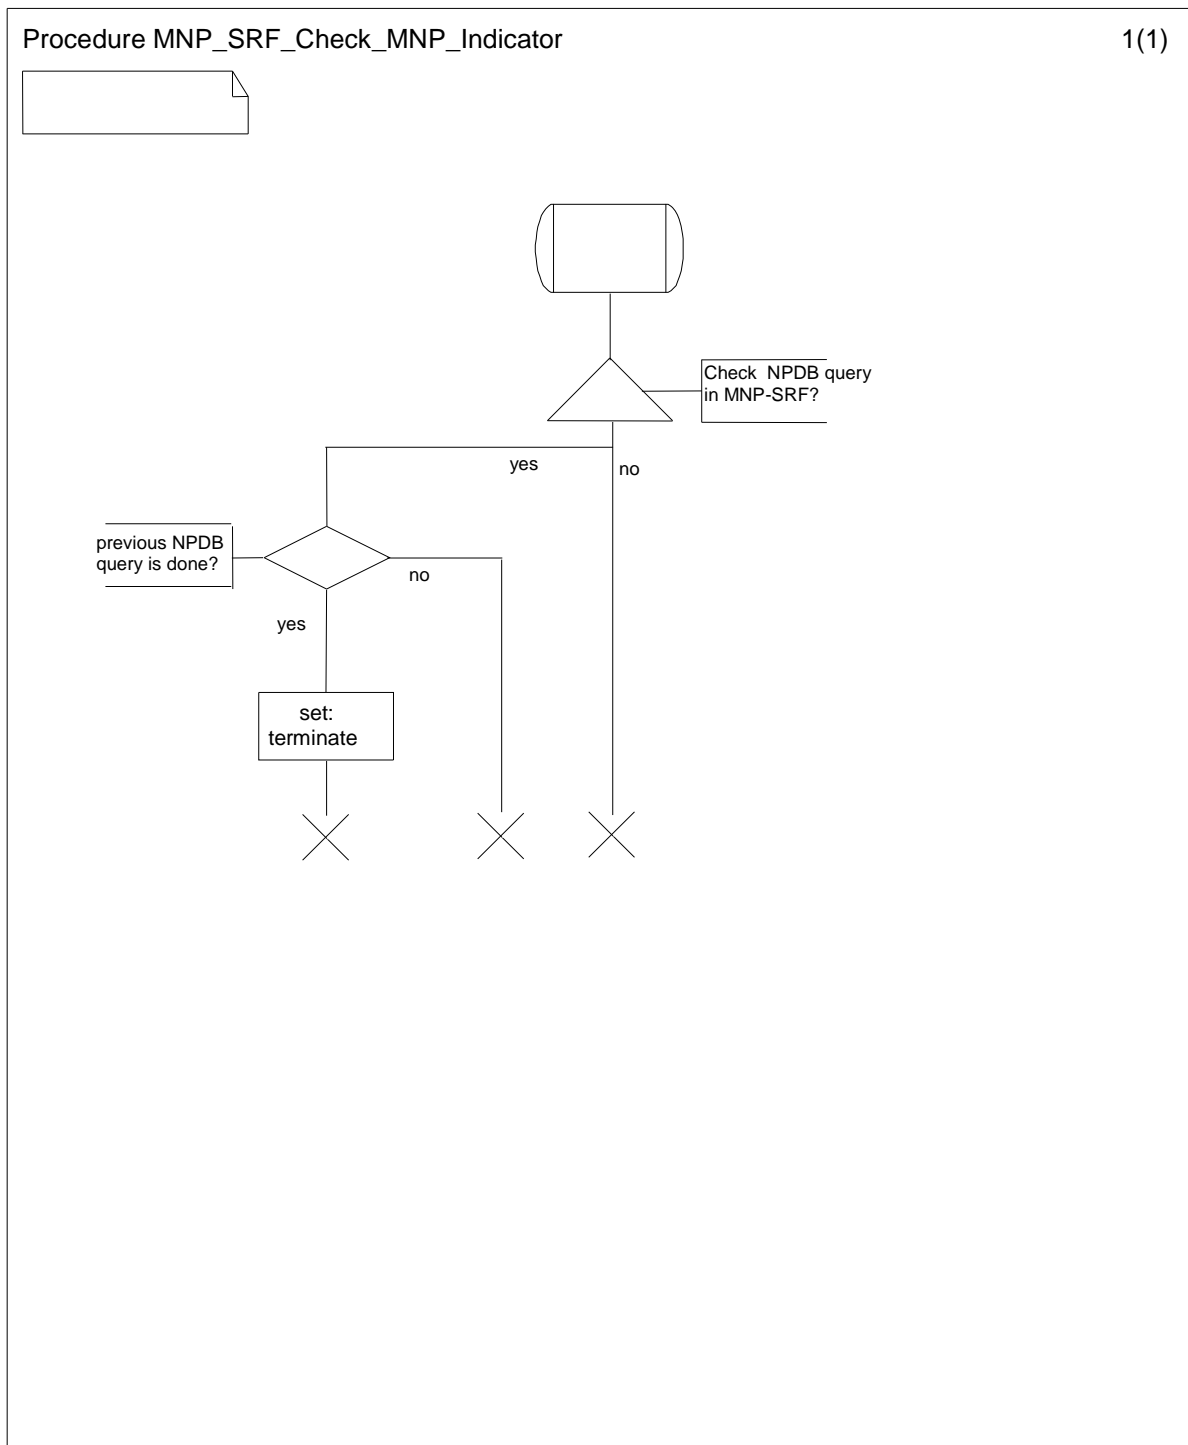 Procedure MNP_SRF_Check_MNP_Indicator 1(1)
Check  NPDB query
in MNP-SRF?
yes
no
previous NPDB
query is done?
no
yes
set:
terminate